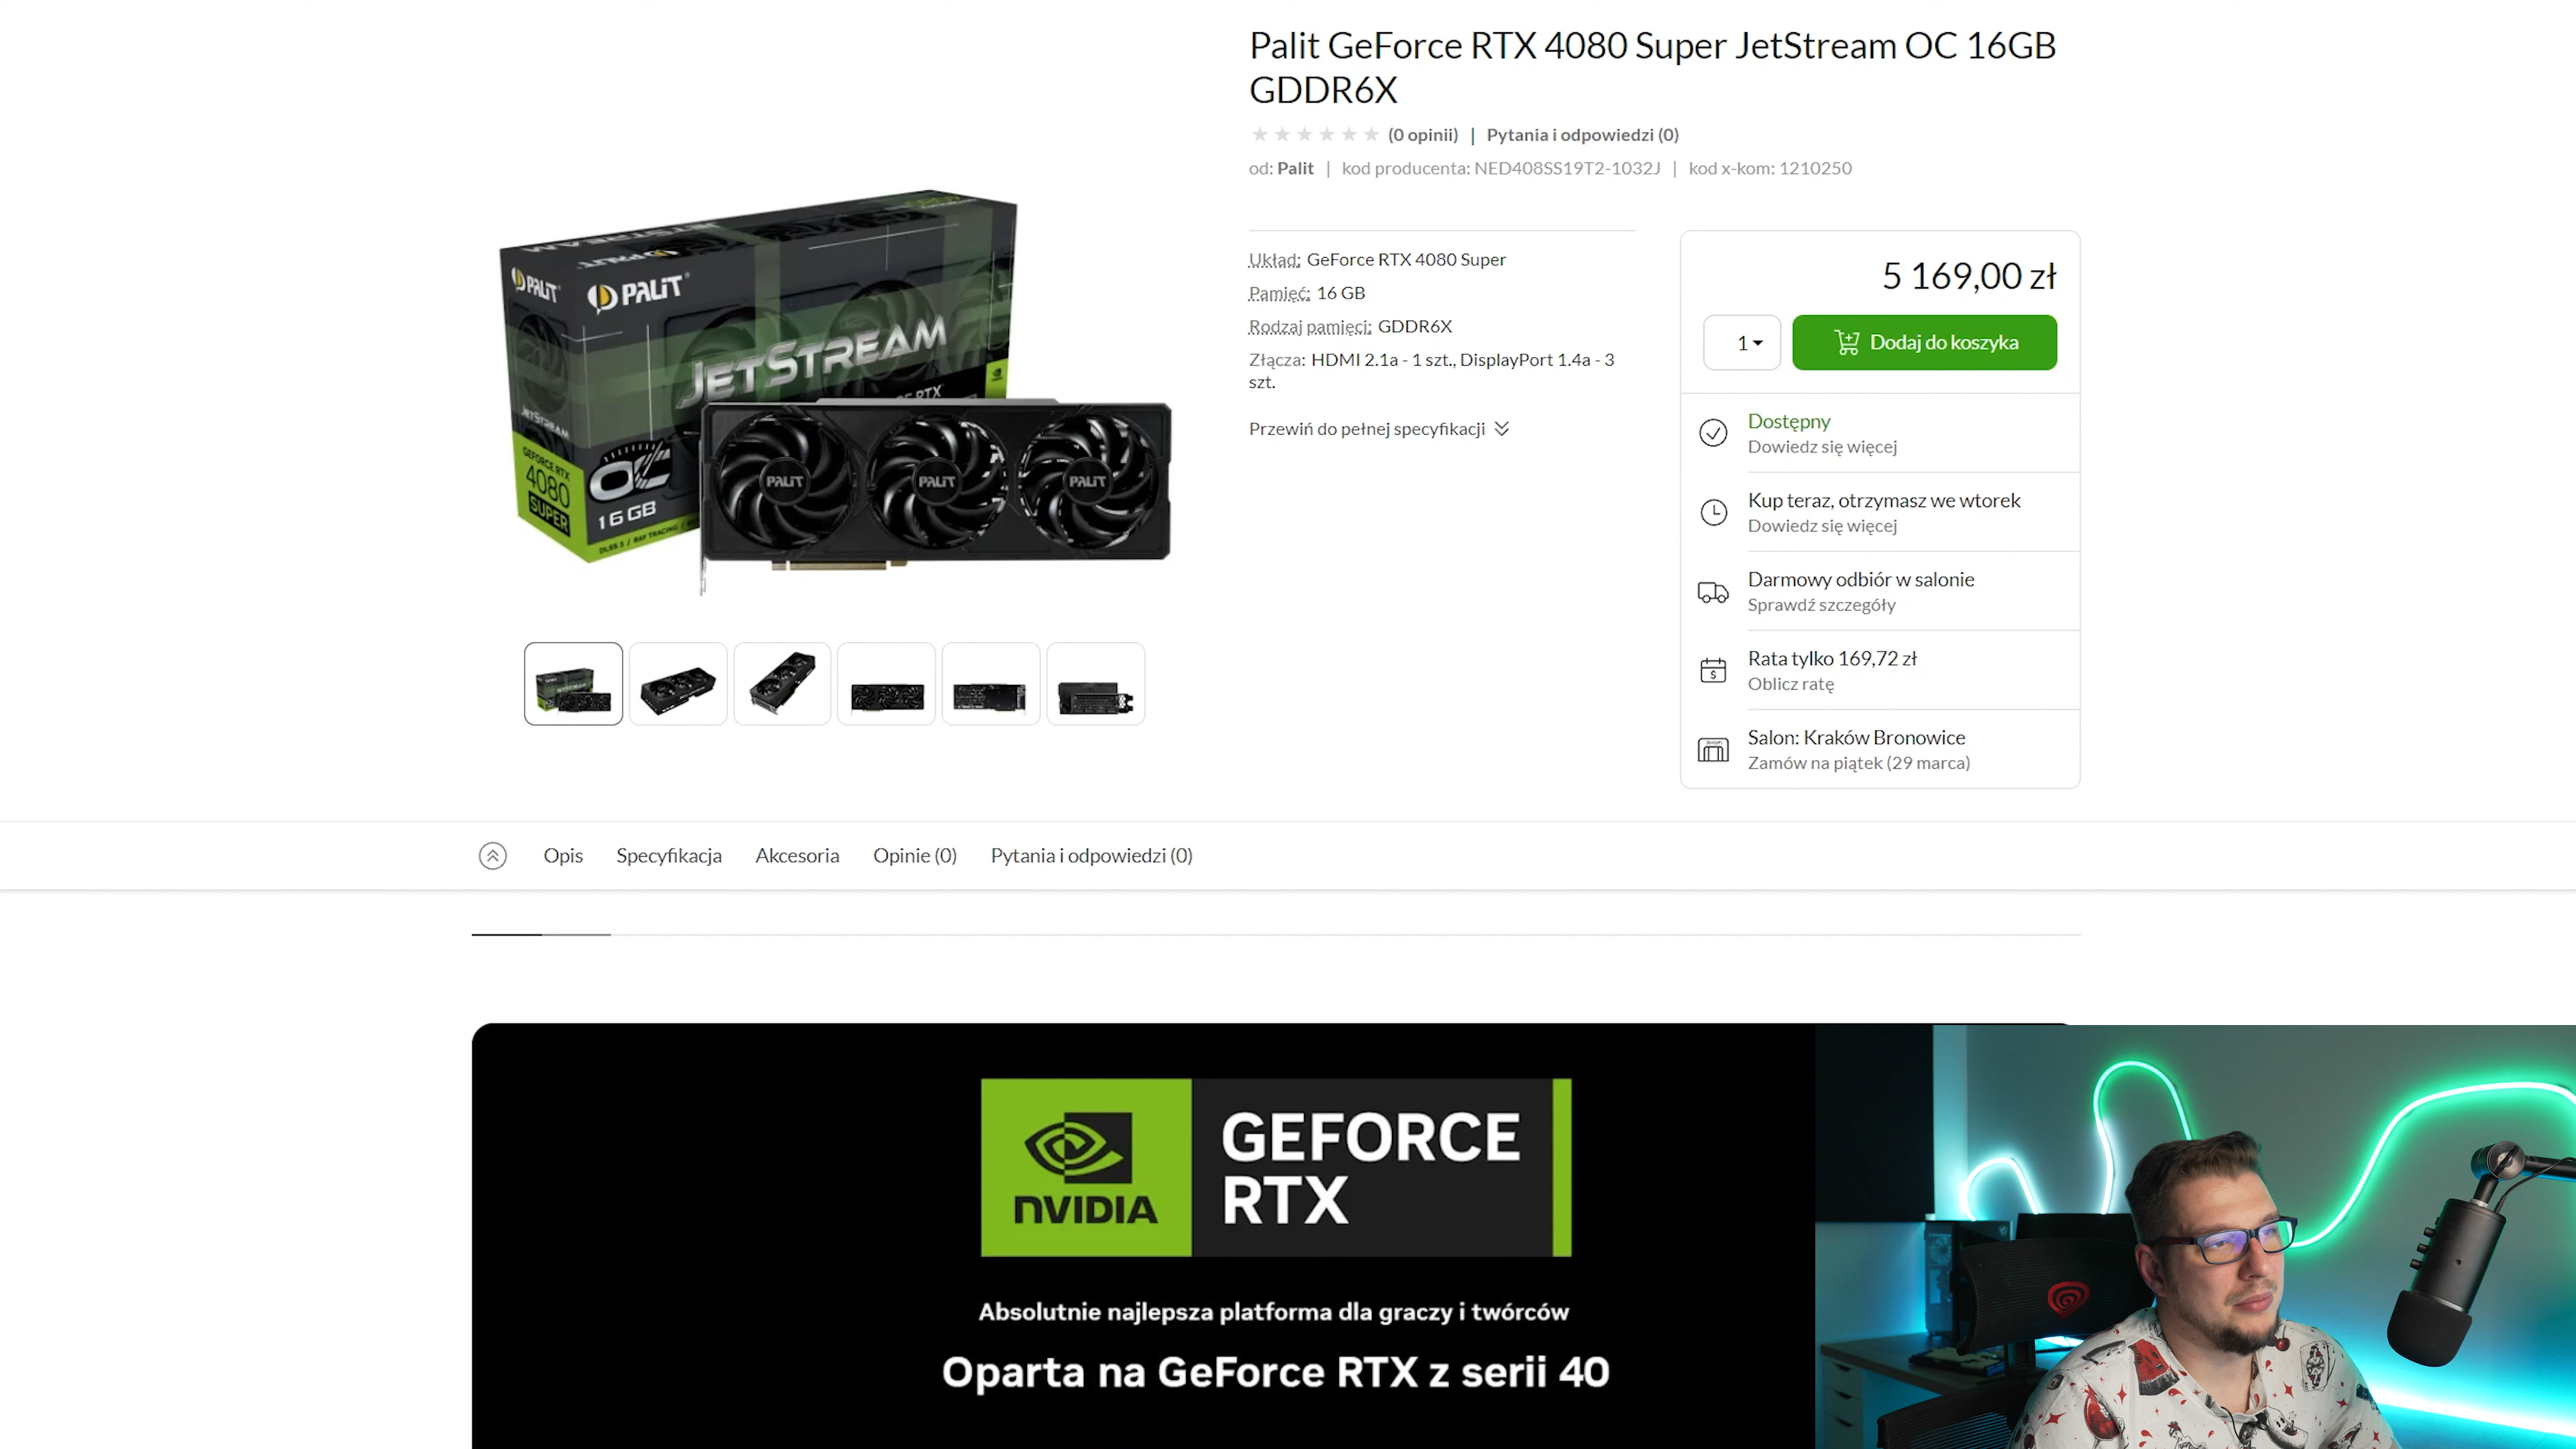 Palit GeForce RTX 4080 Super JetStream OC 16GB
GDDR6X
(0 opinii) | Pytania i odpowiedzi (0)
od: Palit | kod producenta: NED408SS19T2-1032J | kod x-kom: 1210250
PALIT
PALIT
JETSTREAM
JETSTREAM
GEFORCE RTX
4080
SUPER
OC
16 GB
PALIT
PALIT
PALIT
Układ: GeForce RTX 4080 Super
Pamięć: 16 GB
Rodzaj pamięci: GDDR6X
Złącza: HDMI 2.1a - 1 szt., DisplayPort 1.4a - 3
szt.
Przewiń do pełnej specyfikacji
5 169,00 zł
1
Dodaj do koszyka
Dostępny
Dowiedz się więcej
Kup teraz, otrzymasz we wtorek
Dowiedz się więcej
Darmowy odbiór w salonie
Sprawdź szczegóły
Rata tylko 169,72 zł
Oblicz ratę
Salon: Kraków Bronowice
Zamów na piątek (29 marca)
Opis Specyfikacja Akcesoria Opinie (0) Pytania i odpowiedzi (0)
NVIDIA
GEFORCE
RTX
Absolutnie najlepsza platforma dla graczy i twórców
Oparta na GeForce RTX z serii 40